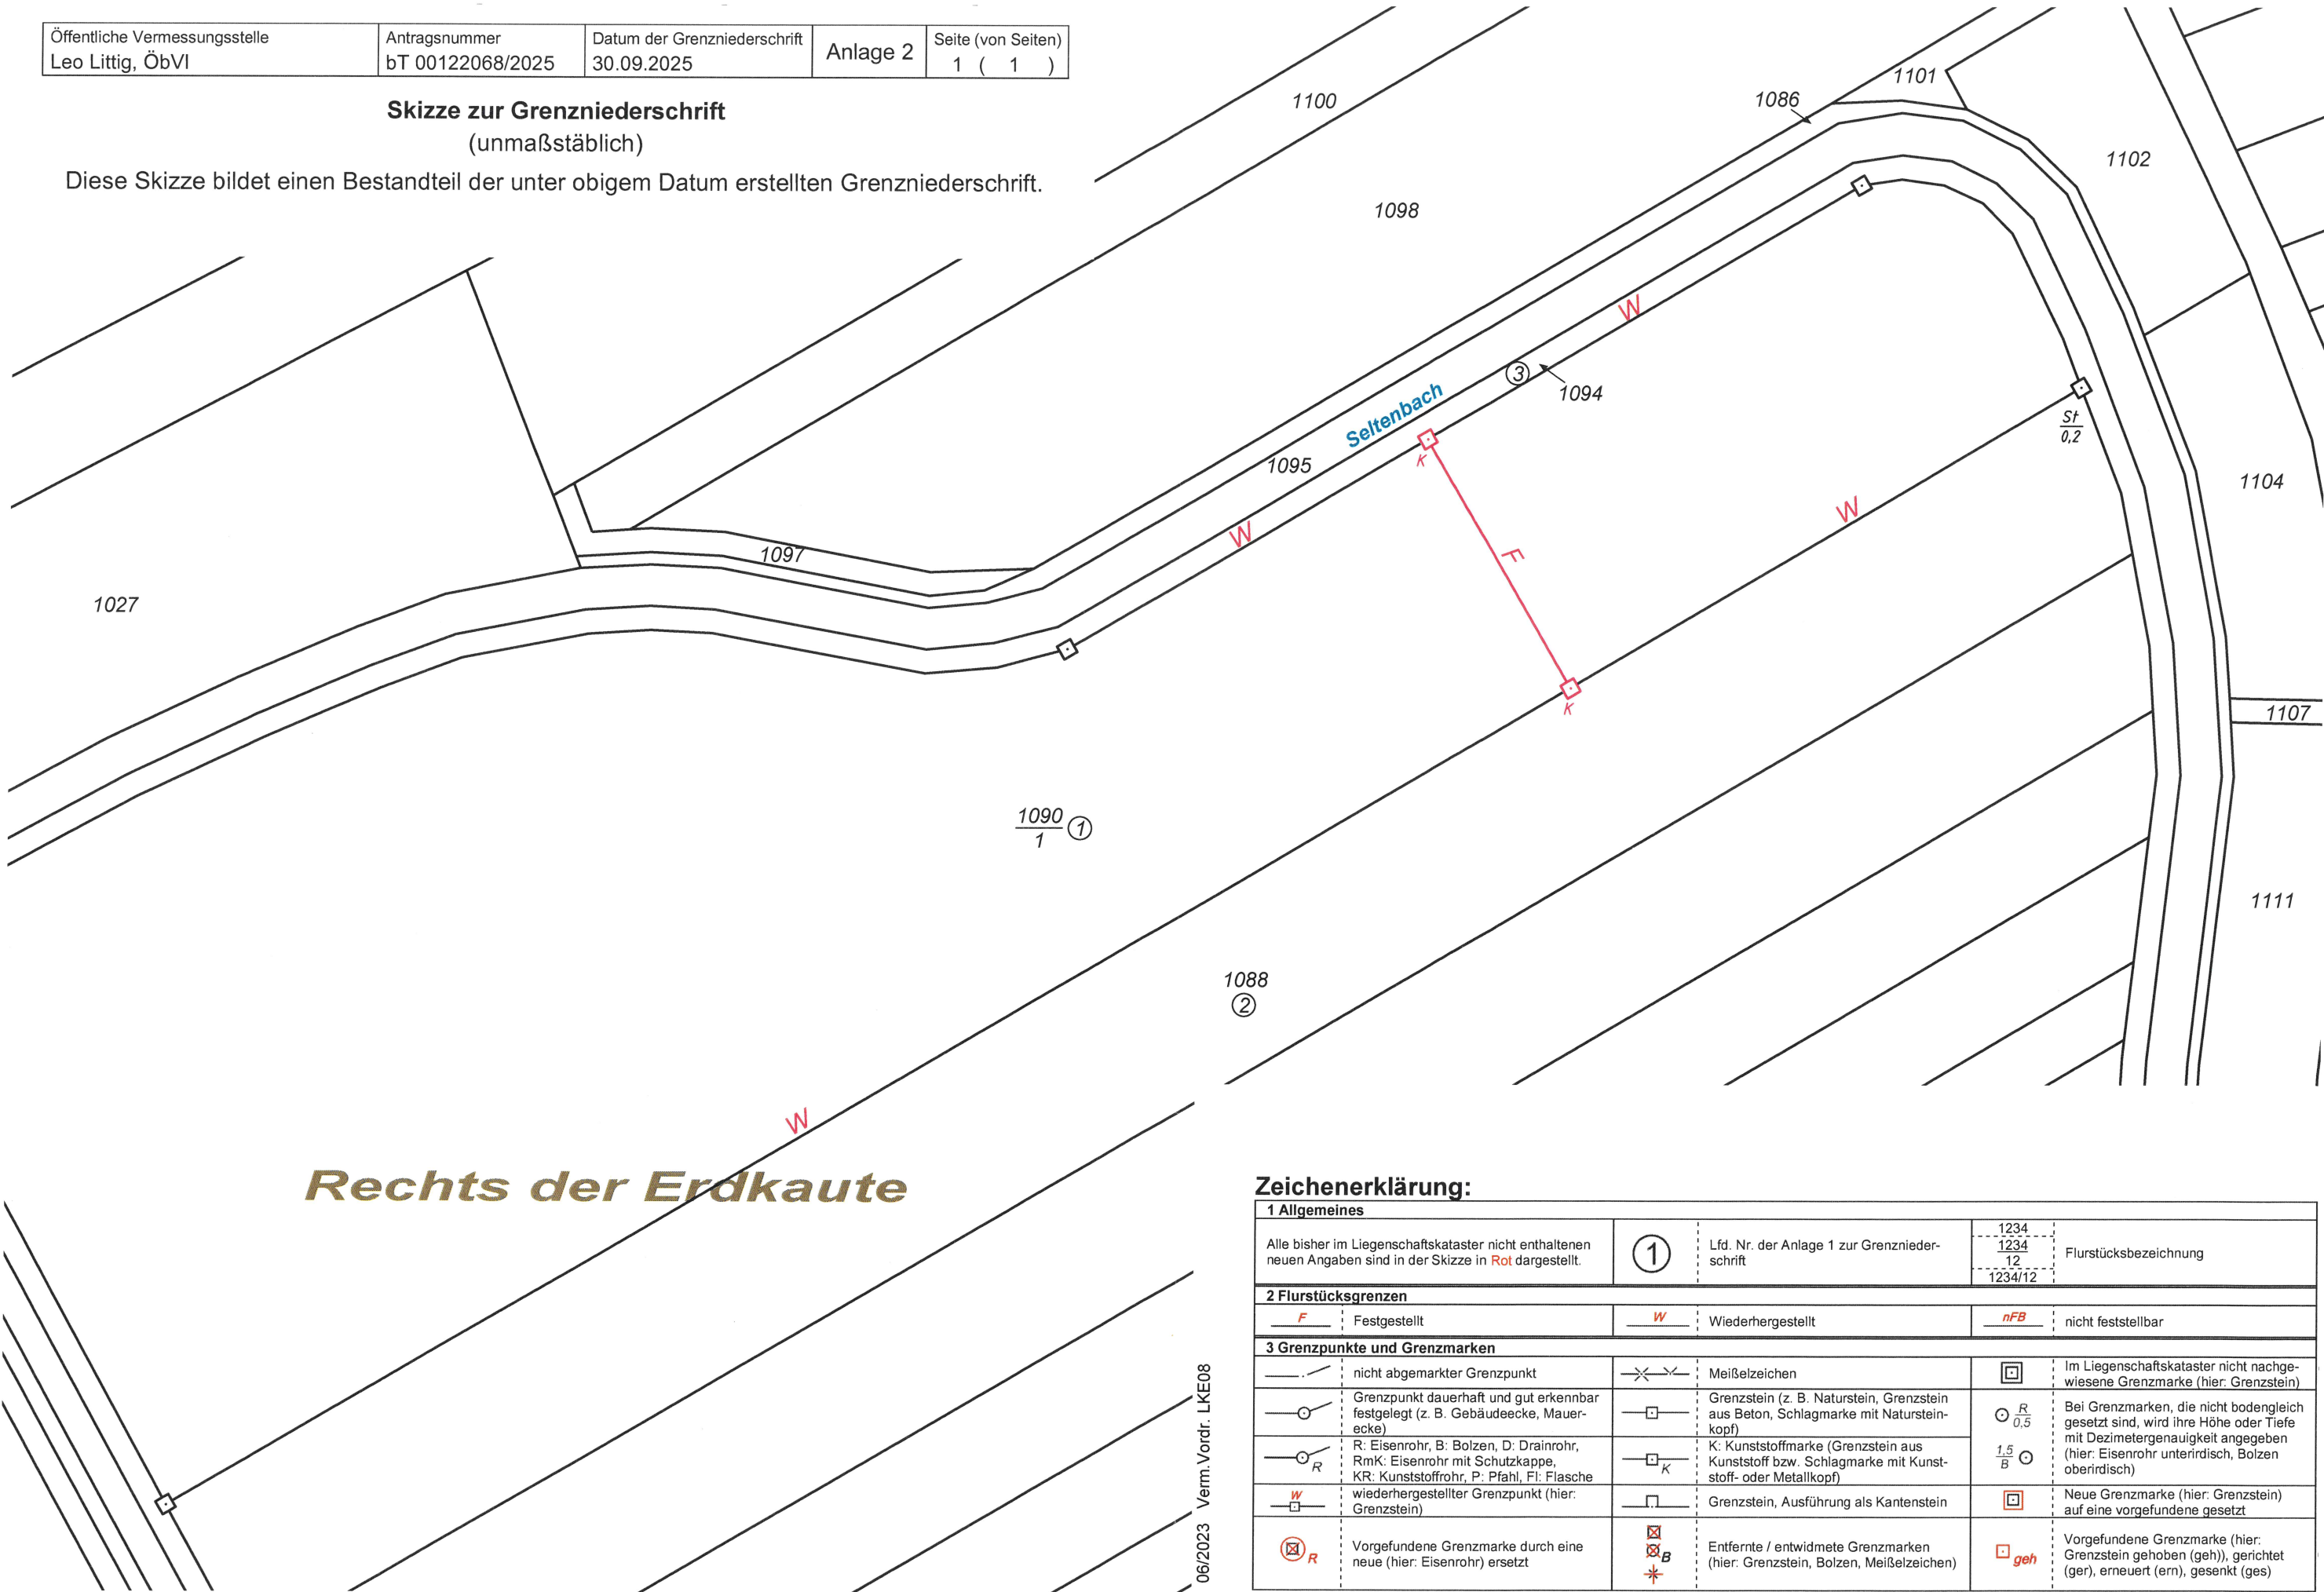 Öffentliche Vermessungsstelle
Leo Littig, ÖbVI
Antragsnummer
bT 00122068/2025
Datum der Grenzniederschrift
30.09.2025
Anlage 2
Seite (von Seiten)
1 ( 1 )
Skizze zur Grenzniederschrift
(unmaßstäblich)
Diese Skizze bildet einen Bestandteil der unter obigem Datum erstellten Grenzniederschrift.
1100
1101
1086
1102
1098
W
3
1094
Seltenbach
K
St
0,2
1095
1104
W
W
F
1097
1027
K
1107
1090
1
1
1111
1088
2
W
Rechts der Erdkaute
06/2023 Verm.Vordr. LKE08
Zeichenerklärung:
1 Allgemeines
Alle bisher im Liegenschaftskataster nicht enthaltenen
neuen Angaben sind in der Skizze in Rot dargestellt.
1
Lfd. Nr. der Anlage 1 zur Grenznieder-
schrift
1234
1234
12
1234/12
Flurstücksbezeichnung
2 Flurstücksgrenzen
F
Festgestellt
W
Wiederhergestellt
nFB
nicht feststellbar
3 Grenzpunkte und Grenzmarken
nicht abgemarkter Grenzpunkt
Meißelzeichen
Im Liegenschaftskataster nicht nachge-
wiesene Grenzmarke (hier: Grenzstein)
Grenzpunkt dauerhaft und gut erkennbar
festgelegt (z. B. Gebäudeecke, Mauer-
ecke)
Grenzstein (z. B. Naturstein, Grenzstein
aus Beton, Schlagmarke mit Naturstein-
kopf)
R
0,5
1,5
B
Bei Grenzmarken, die nicht bodengleich
gesetzt sind, wird ihre Höhe oder Tiefe
mit Dezimetergenauigkeit angegeben
(hier: Eisenrohr unterirdisch, Bolzen
oberirdisch)
R
R: Eisenrohr, B: Bolzen, D: Drainrohr,
RmK: Eisenrohr mit Schutzkappe,
KR: Kunststoffrohr, P: Pfahl, Fl: Flasche
K
K: Kunststoffmarke (Grenzstein aus
Kunststoff bzw. Schlagmarke mit Kunst-
stoff- oder Metallkopf)
W
wiederhergestellter Grenzpunkt (hier:
Grenzstein)
Grenzstein, Ausführung als Kantenstein
Neue Grenzmarke (hier: Grenzstein)
auf eine vorgefundene gesetzt
R
Vorgefundene Grenzmarke durch eine
neue (hier: Eisenrohr) ersetzt
B
Entfernte / entwidmete Grenzmarken
(hier: Grenzstein, Bolzen, Meißelzeichen)
geh
Vorgefundene Grenzmarke (hier:
Grenzstein gehoben (geh)), gerichtet
(ger), erneuert (ern), gesenkt (ges)